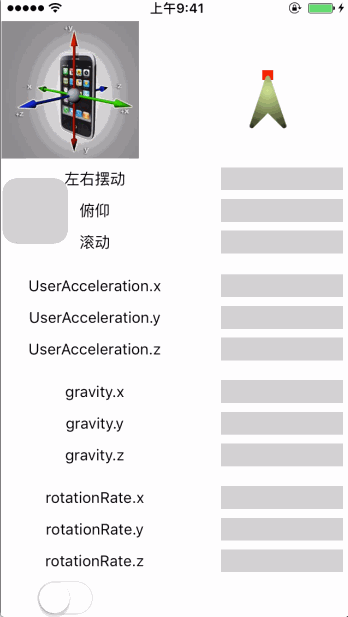 上午9:41
+y
-x
-z
+z
+x
-y
左右摆动
俯仰
滚动
UserAcceleration.x
UserAcceleration.y
UserAcceleration.z
gravity.x
gravity.y
gravity.z
rotationRate.x
rotationRate.y
rotationRate.z